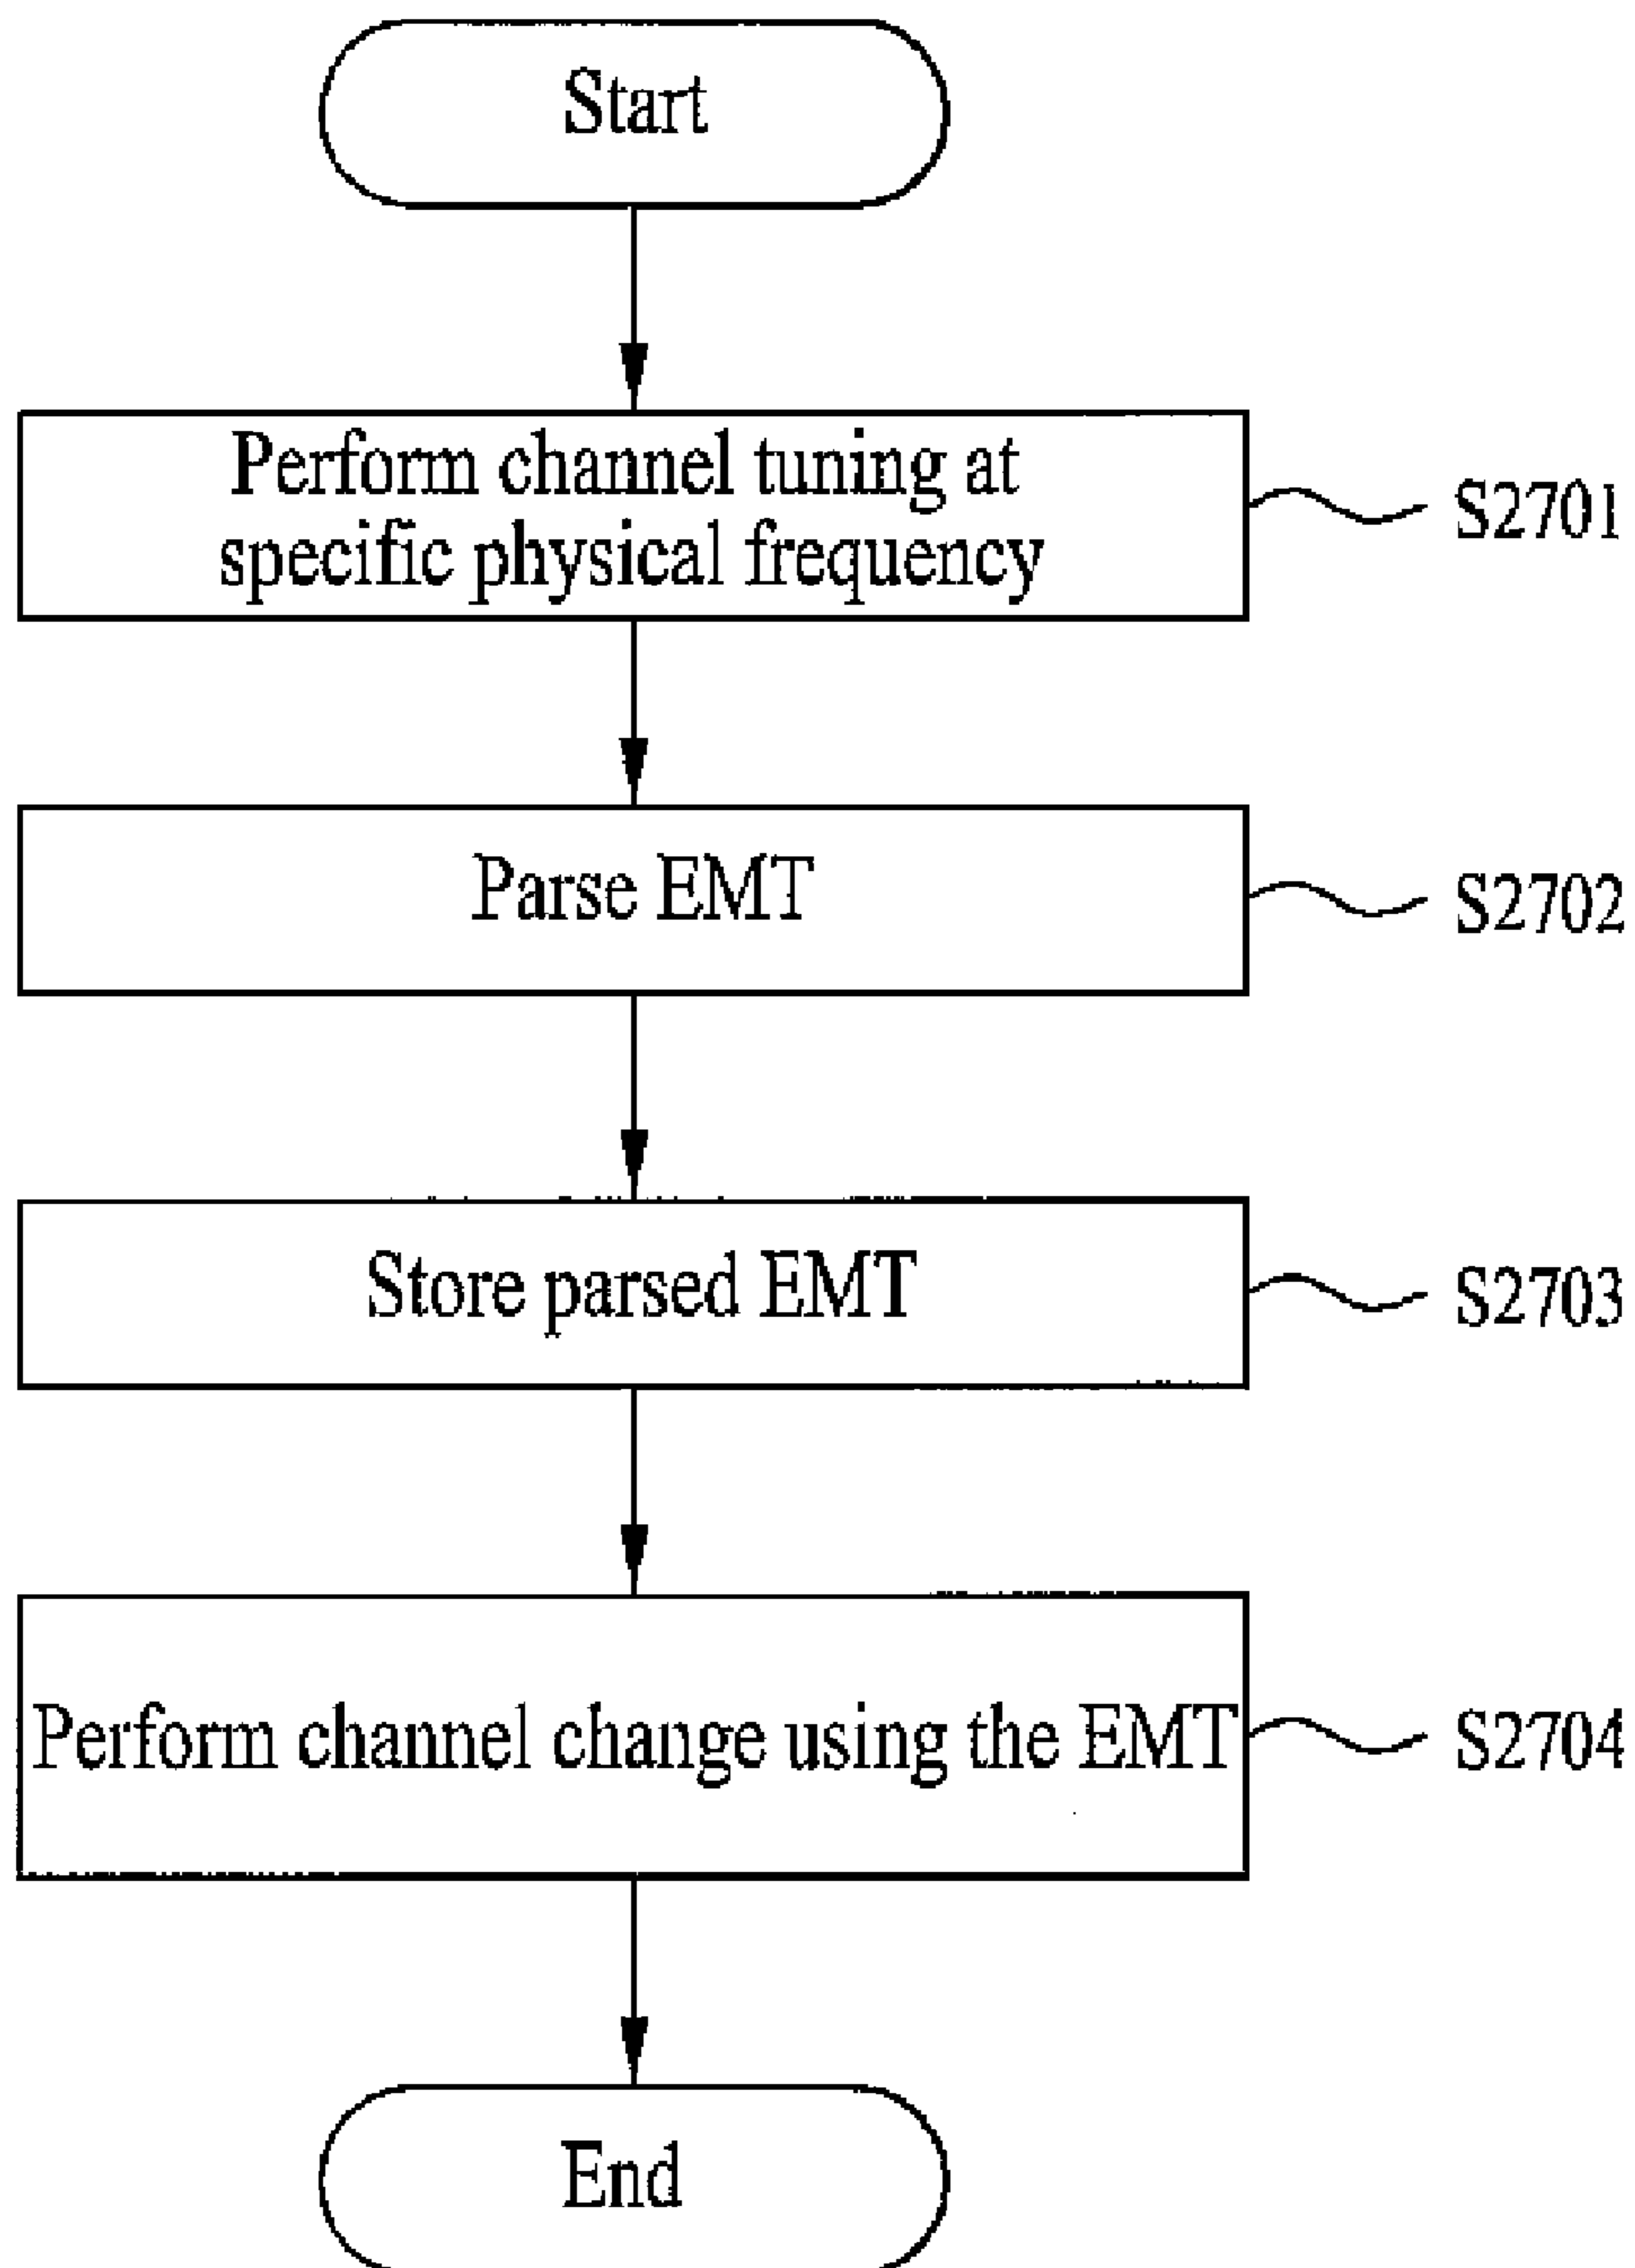 Start
Perform channel tuning at
specific physical frequency
S2701
Parse EMT
S2702
Store parsed EMT
S2703
Perform channel change using the EMT
S2704
End